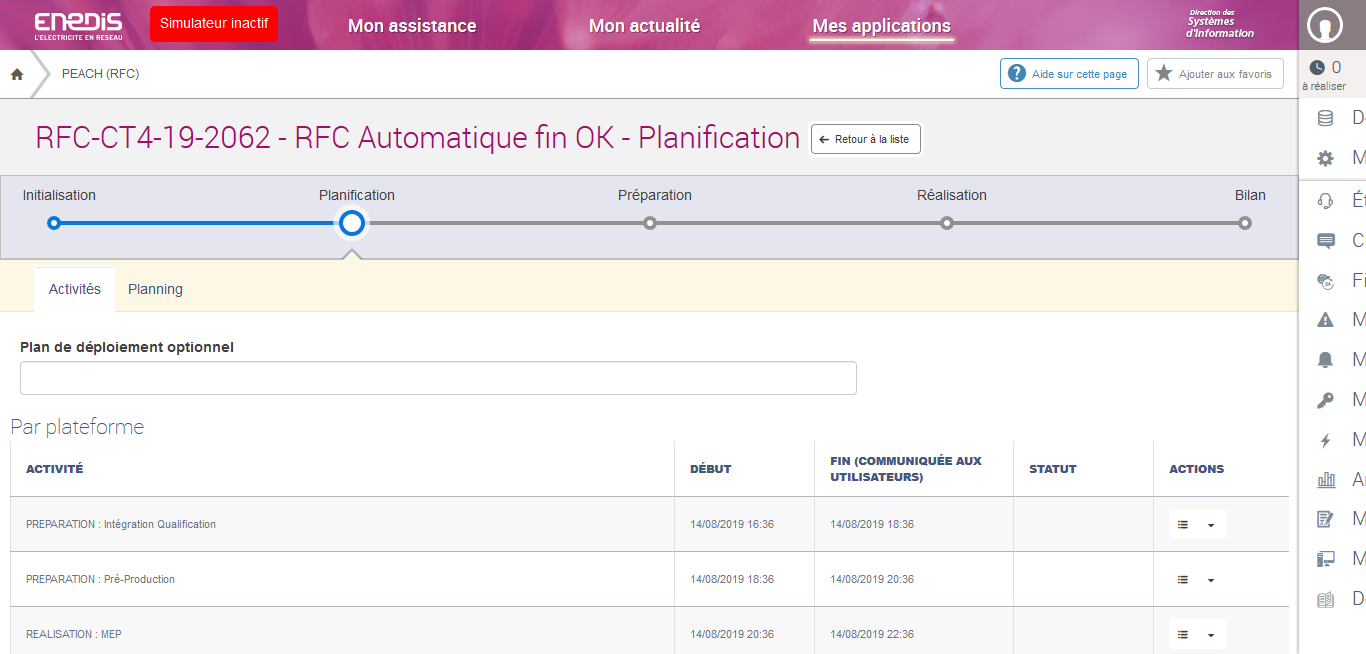 ENEDIS
L'ELECTRICITE EN RESEAU
Simulateur inactif
Mon assistance
Mon actualité
Mes applications
Direction des
Systèmes
d'Information
PEACH (RFC)
Aide sur cette page
Ajouter aux favoris
0
à réaliser
RFC-CT4-19-2062 - RFC Automatique fin OK - Planification
Retour à la liste
Initialisation
Planification
Préparation
Réalisation
Bilan
Activités
Planning
Plan de déploiement optionnel
Par plateforme
ACTIVITÉ
DÉBUT
FIN (COMMUNIQUÉE AUX
UTILISATEURS)
STATUT
ACTIONS
PREPARATION : Intégration Qualification
14/08/2019 16:36
14/08/2019 18:36
PREPARATION : Pré-Production
14/08/2019 18:36
14/08/2019 20:36
REALISATION : MEP
14/08/2019 20:36
14/08/2019 22:36